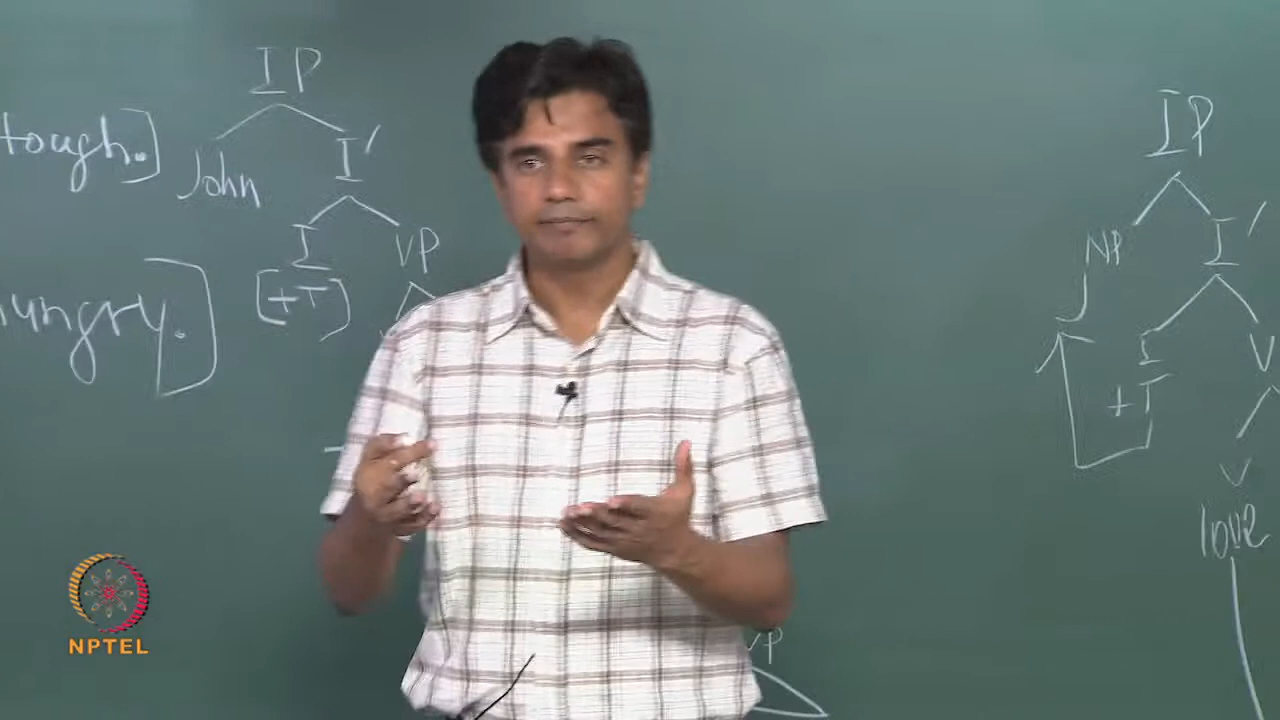 tough.]
hungry.]
IP
John
I'
I
VP
[+T]
IP
NP
J
I'
I
+T
V
V
love
VP
NPTEL